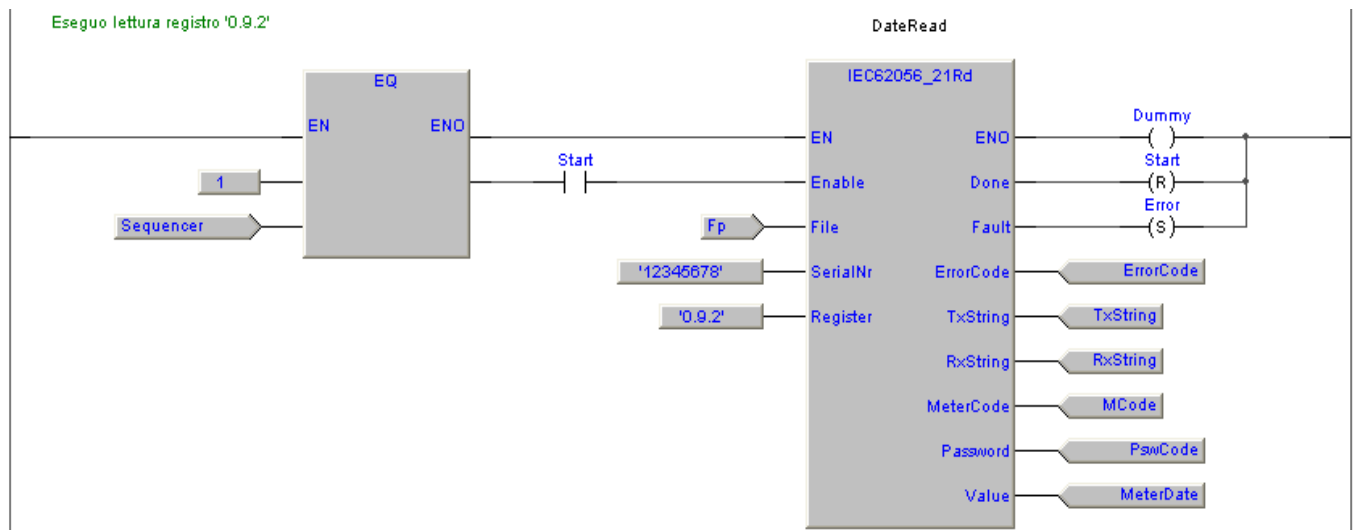 Eseguo lettura registro '0.9.2'
DateRead
EQ
EN ENO
1
Sequencer
Start
IEC62056_21Rd
EN ENO
Enable Done
File Fault
SerialNr ErrorCode
Register TxString
RxString
MeterCode
Password
Value
Fp
'12345678'
'0.9.2'
Dummy
( )
Start
(R)
Error
(S)
ErrorCode
TxString
RxString
MCode
PswCode
MeterDate